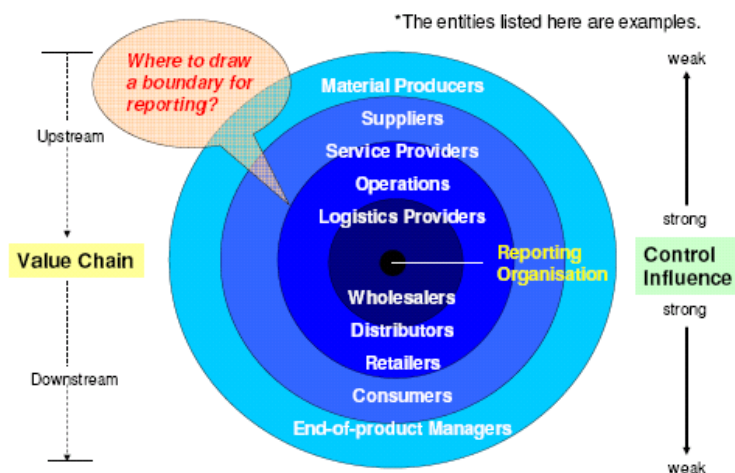 *The entities listed here are examples.
Where to draw
a boundary for
reporting?
weak
Material Producers
Suppliers
Upstream
Service Providers
Operations
Logistics Providers
strong
Value Chain
Reporting
Organisation
Control
Influence
Wholesalers
strong
Distributors
Retailers
Downstream
Consumers
End-of-product Managers
weak